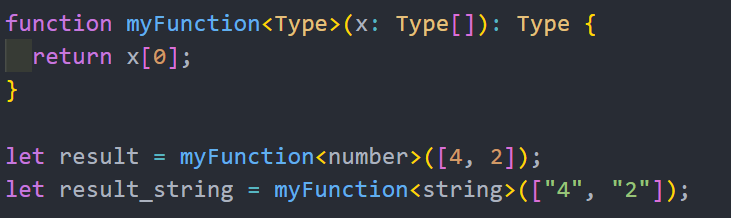 function myFunction<Type>(x: Type[]): Type {
  return x[0];
}

let result = myFunction<number>([4, 2]);
let result_string = myFunction<string>(["4", "2"]);